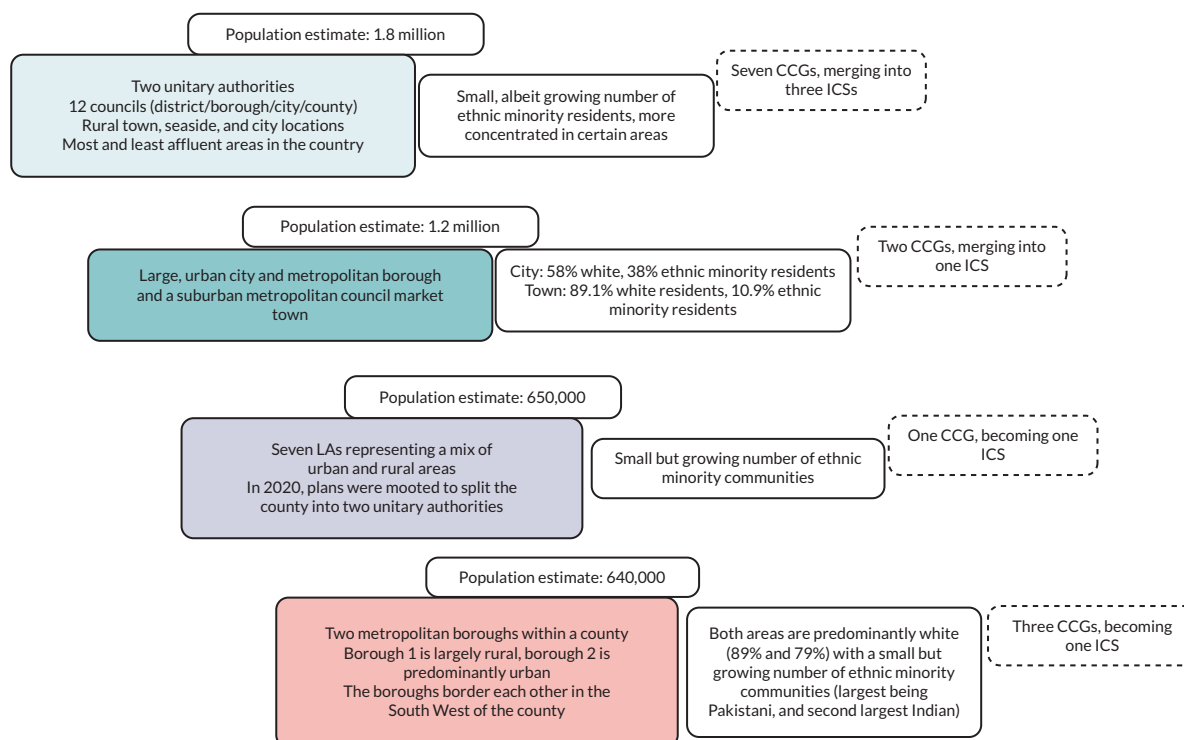 Population estimate: 1.8 million
Two unitary authorities
12 councils (district/borough/city/county)
Rural town, seaside, and city locations
Most and least affluent areas in the country
Small, albeit growing number of
ethnic minority residents, more
concentrated in certain areas
Seven CCGs, merging into
three ICSs
Population estimate: 1.2 million
Large, urban city and metropolitan borough
and a suburban metropolitan council market
town
City: 58% white, 38% ethnic minority residents
Town: 89.1% white residents, 10.9% ethnic
minority residents
Two CCGs, merging into
one ICS
Population estimate: 650,000
Seven LAs representing a mix of
urban and rural areas
In 2020, plans were mooted to split the
county into two unitary authorities
Small but growing number of ethnic
minority communities
One CCG, becoming one
ICS
Population estimate: 640,000
Two metropolitan boroughs within a county
Borough 1 is largely rural, borough 2 is
predominantly urban
The boroughs border each other in the
South West of the county
Both areas are predominantly white
(89% and 79%) with a small but
growing number of ethnic minority
communities (largest being
Pakistani, and second largest Indian)
Three CCGs, becoming
one ICS